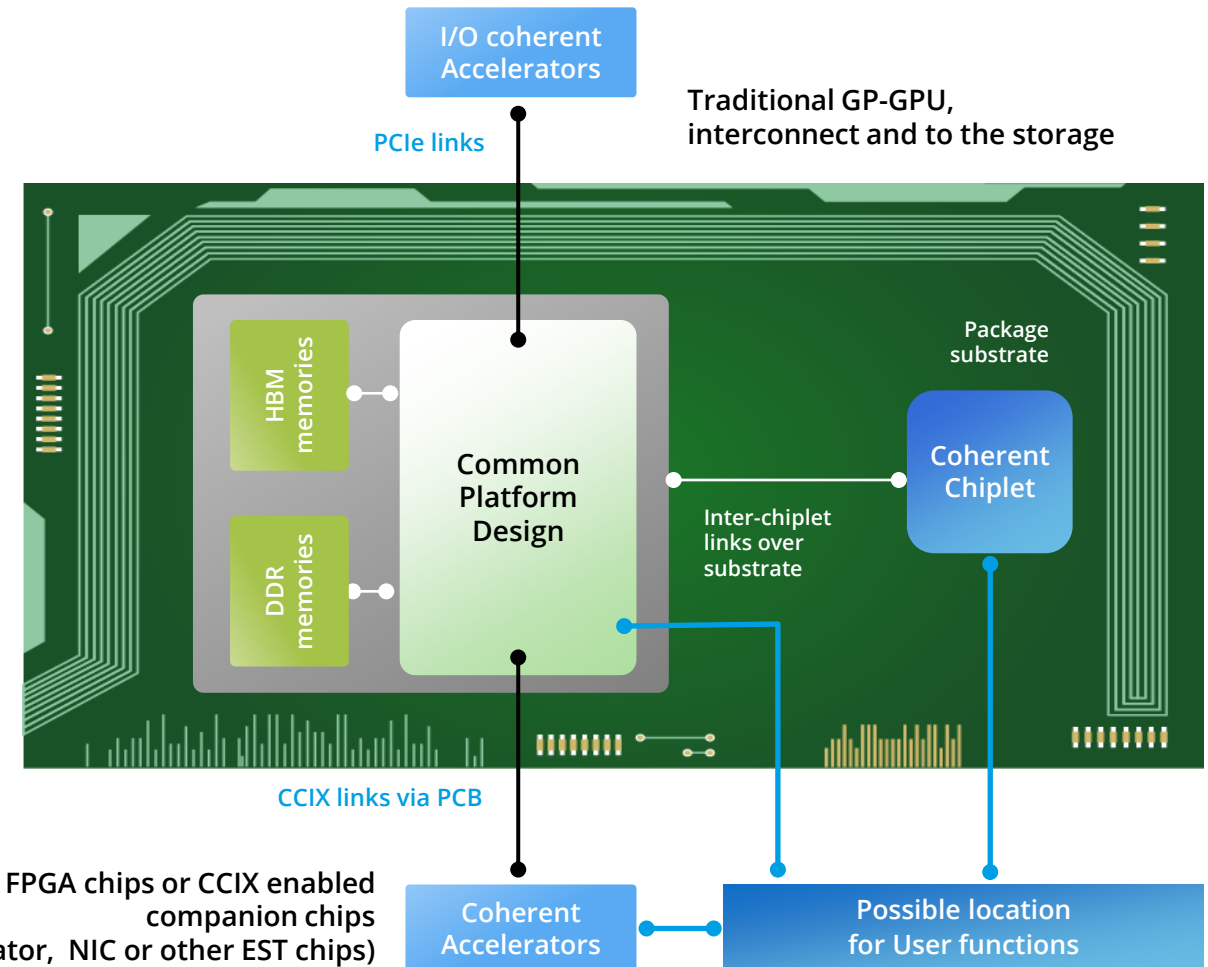 I/O coherent
Accelerators
PCIe links
Traditional GP-GPU,
interconnect and to the storage
HBM
memories
DDR
memories
Common
Platform
Design
Package
substrate
Coherent
Chiplet
Inter-chiplet
links over
substrate
CCIX links via PCB
FPGA chips or CCIX enabled
companion chips
NIC or other EST chips)
Coherent
Accelerators
Possible location
for User functions